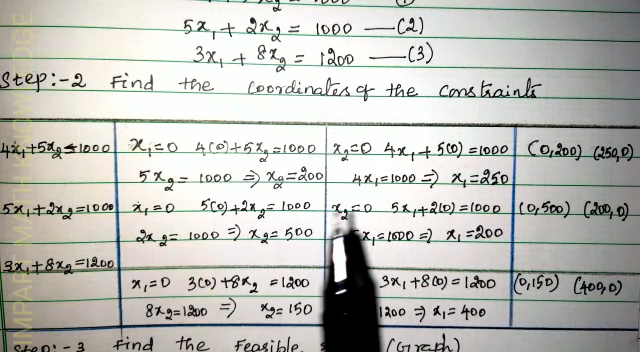 5x₁ + 2x₂ = 1000 —(2)
3x₁ + 8x₂ = 1200 —(3)
Step:-2 Find the coordinates of the constraints
4x₁+5x₂=1000 x₁=0 4(0)+5x₂=1000 x₂=0 4x₁+5(0)=1000 (0,200) (250,0)
5x₂ = 1000 ⇒ x₂=200 4x₁=1000 ⇒ x₁=250
5x₁+2x₂=1000 x₁=0 5(0)+2x₂=1000 x₂=0 5x₁+2(0)=1000 (0,500) (200,0)
2x₂ = 1000 ⇒ x₂=500 5x₁=1000 ⇒ x₁=200
3x₁+8x₂=1200
x₁=0 3(0)+8x₂=1200 3x₁+8(0)=1200 (0,150) (400,0)
8x₂=1200 ⇒ x₂=150 1200 ⇒ x₁=400
Step:-3 Find the Feasible (Graph)